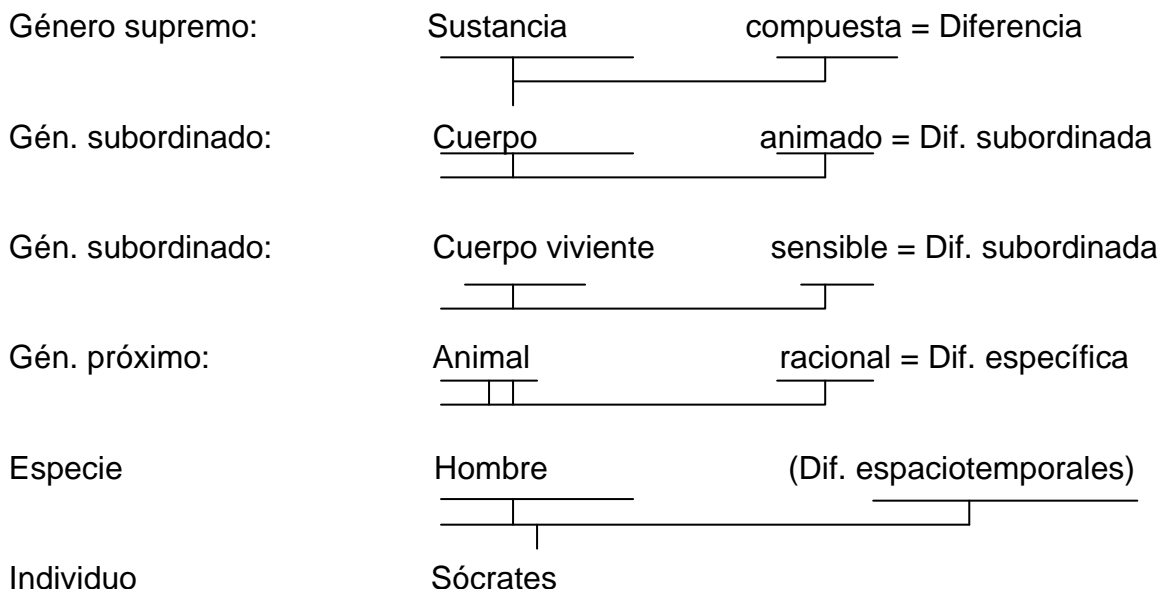 Género supremo: Sustancia compuesta = Diferencia
Gén. subordinado: Cuerpo animado = Dif. subordinada
Gén. subordinado: Cuerpo viviente sensible = Dif. subordinada
Gén. próximo: Animal racional = Dif. específica
Especie Hombre (Dif. espaciotemporales)
Individuo Sócrates